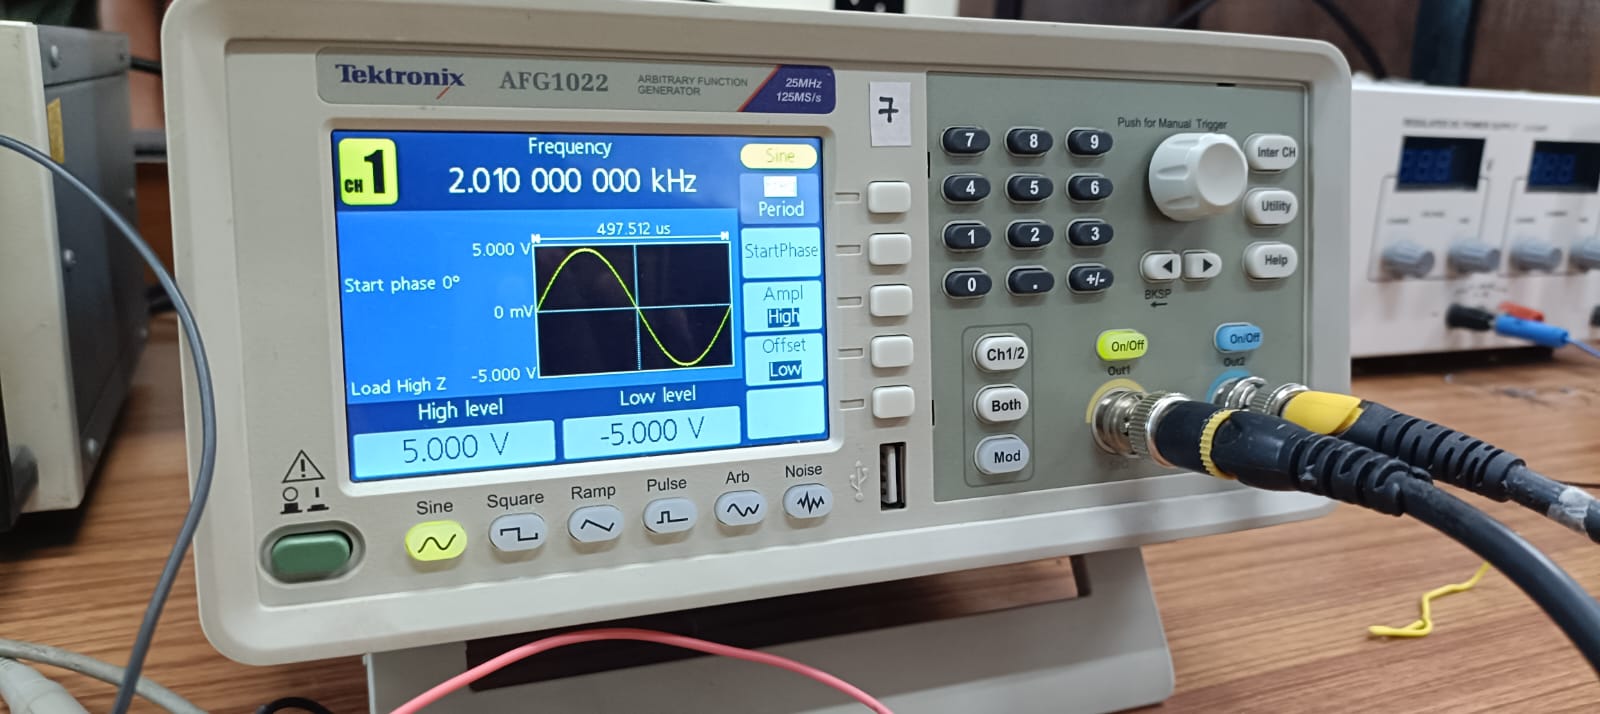 Tektronix AFG1022 ARBITRARY FUNCTION GENERATOR 25MHz 125MS/s
7
CH 1
Frequency
2.010 000 000 kHz
Sine
Period
StartPhase
Ampl
High
Offset
Low
497.512 us
5.000 V
Start phase 0°
0 mV
Load High Z
-5.000 V
High level
5.000 V
Low level
-5.000 V
Sine
Square
Ramp
Pulse
Arb
Noise
Push for Manual Trigger
7 8 9
4 5 6
1 2 3
0 . +/-
BKSP
Inter CH
Utility
Help
Ch1/2
Both
Mod
On/Off
Out1
On/Off
Out2